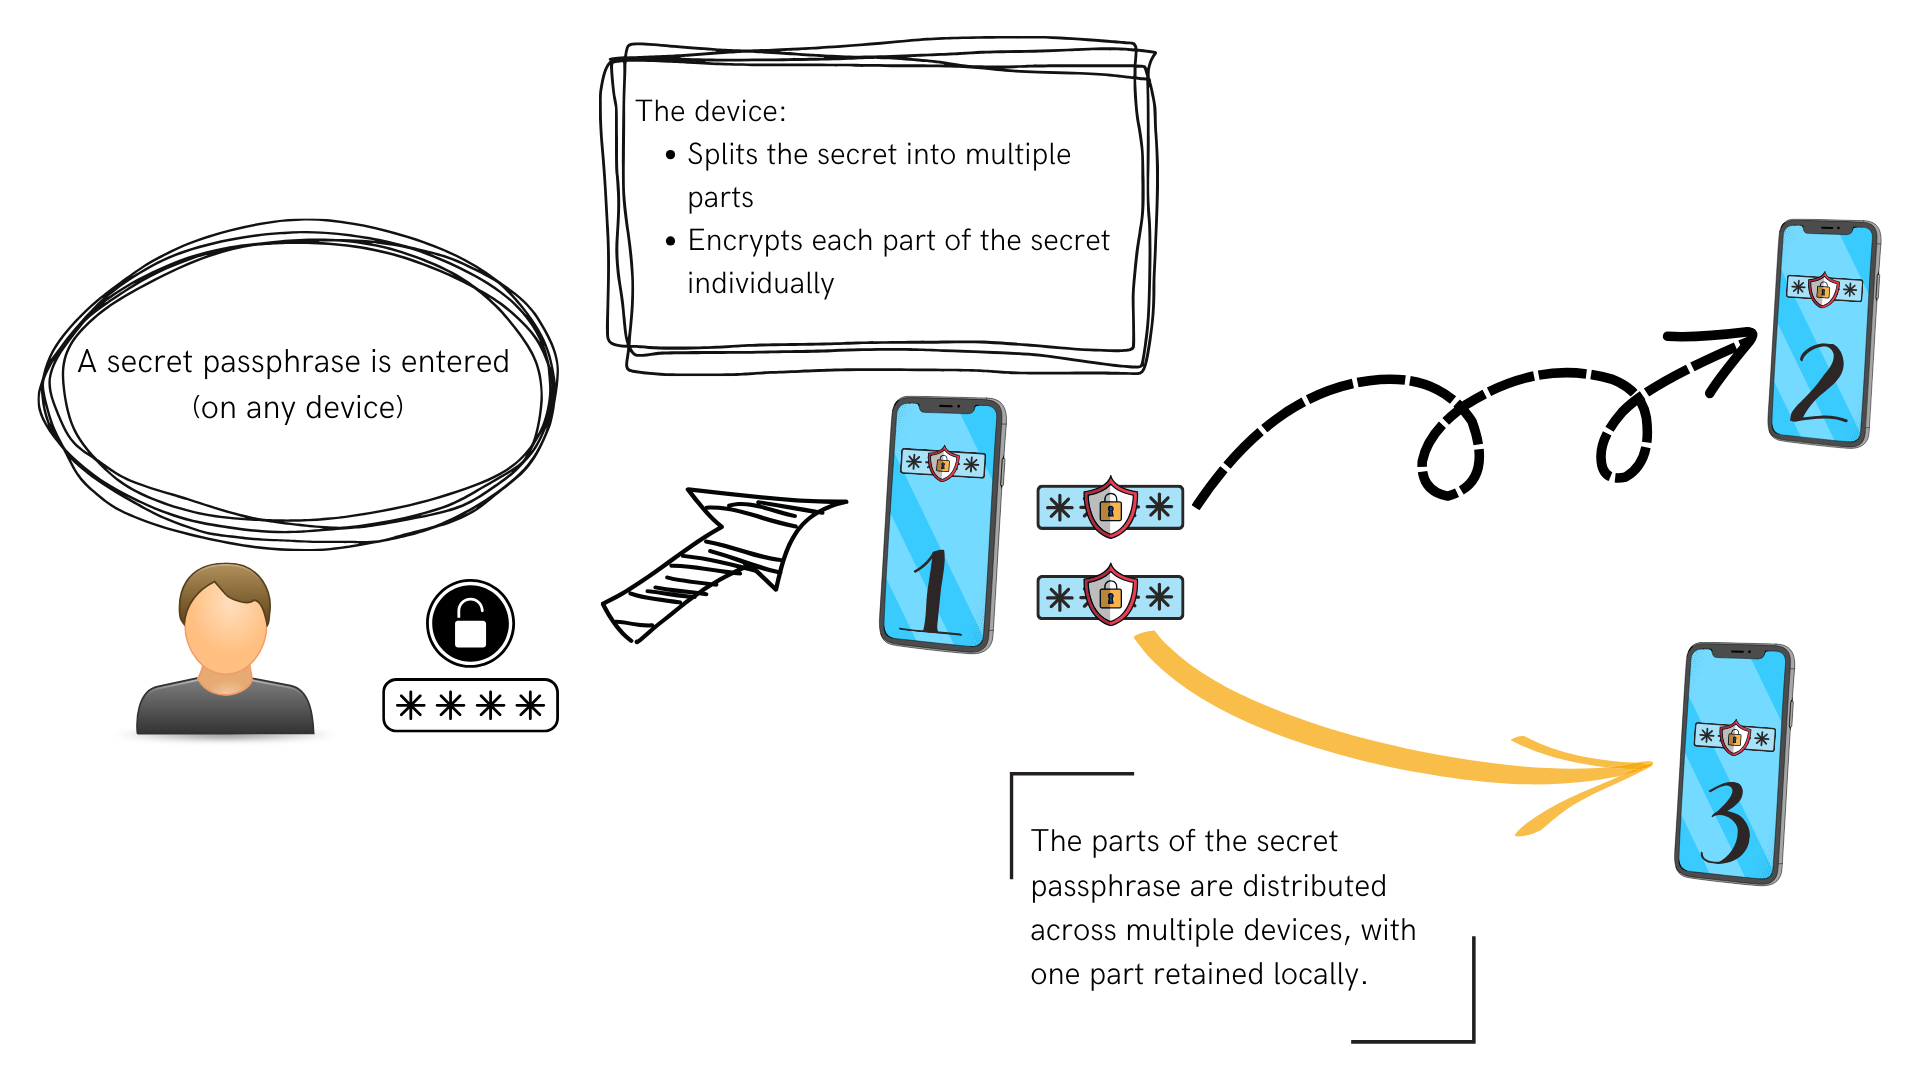 The device:
• Splits the secret into multiple
parts
• Encrypts each part of the secret
individually
A secret passphrase is entered
(on any device)
1
2
3
✱ ✱ ✱ ✱
The parts of the secret
passphrase are distributed
across multiple devices, with
one part retained locally.